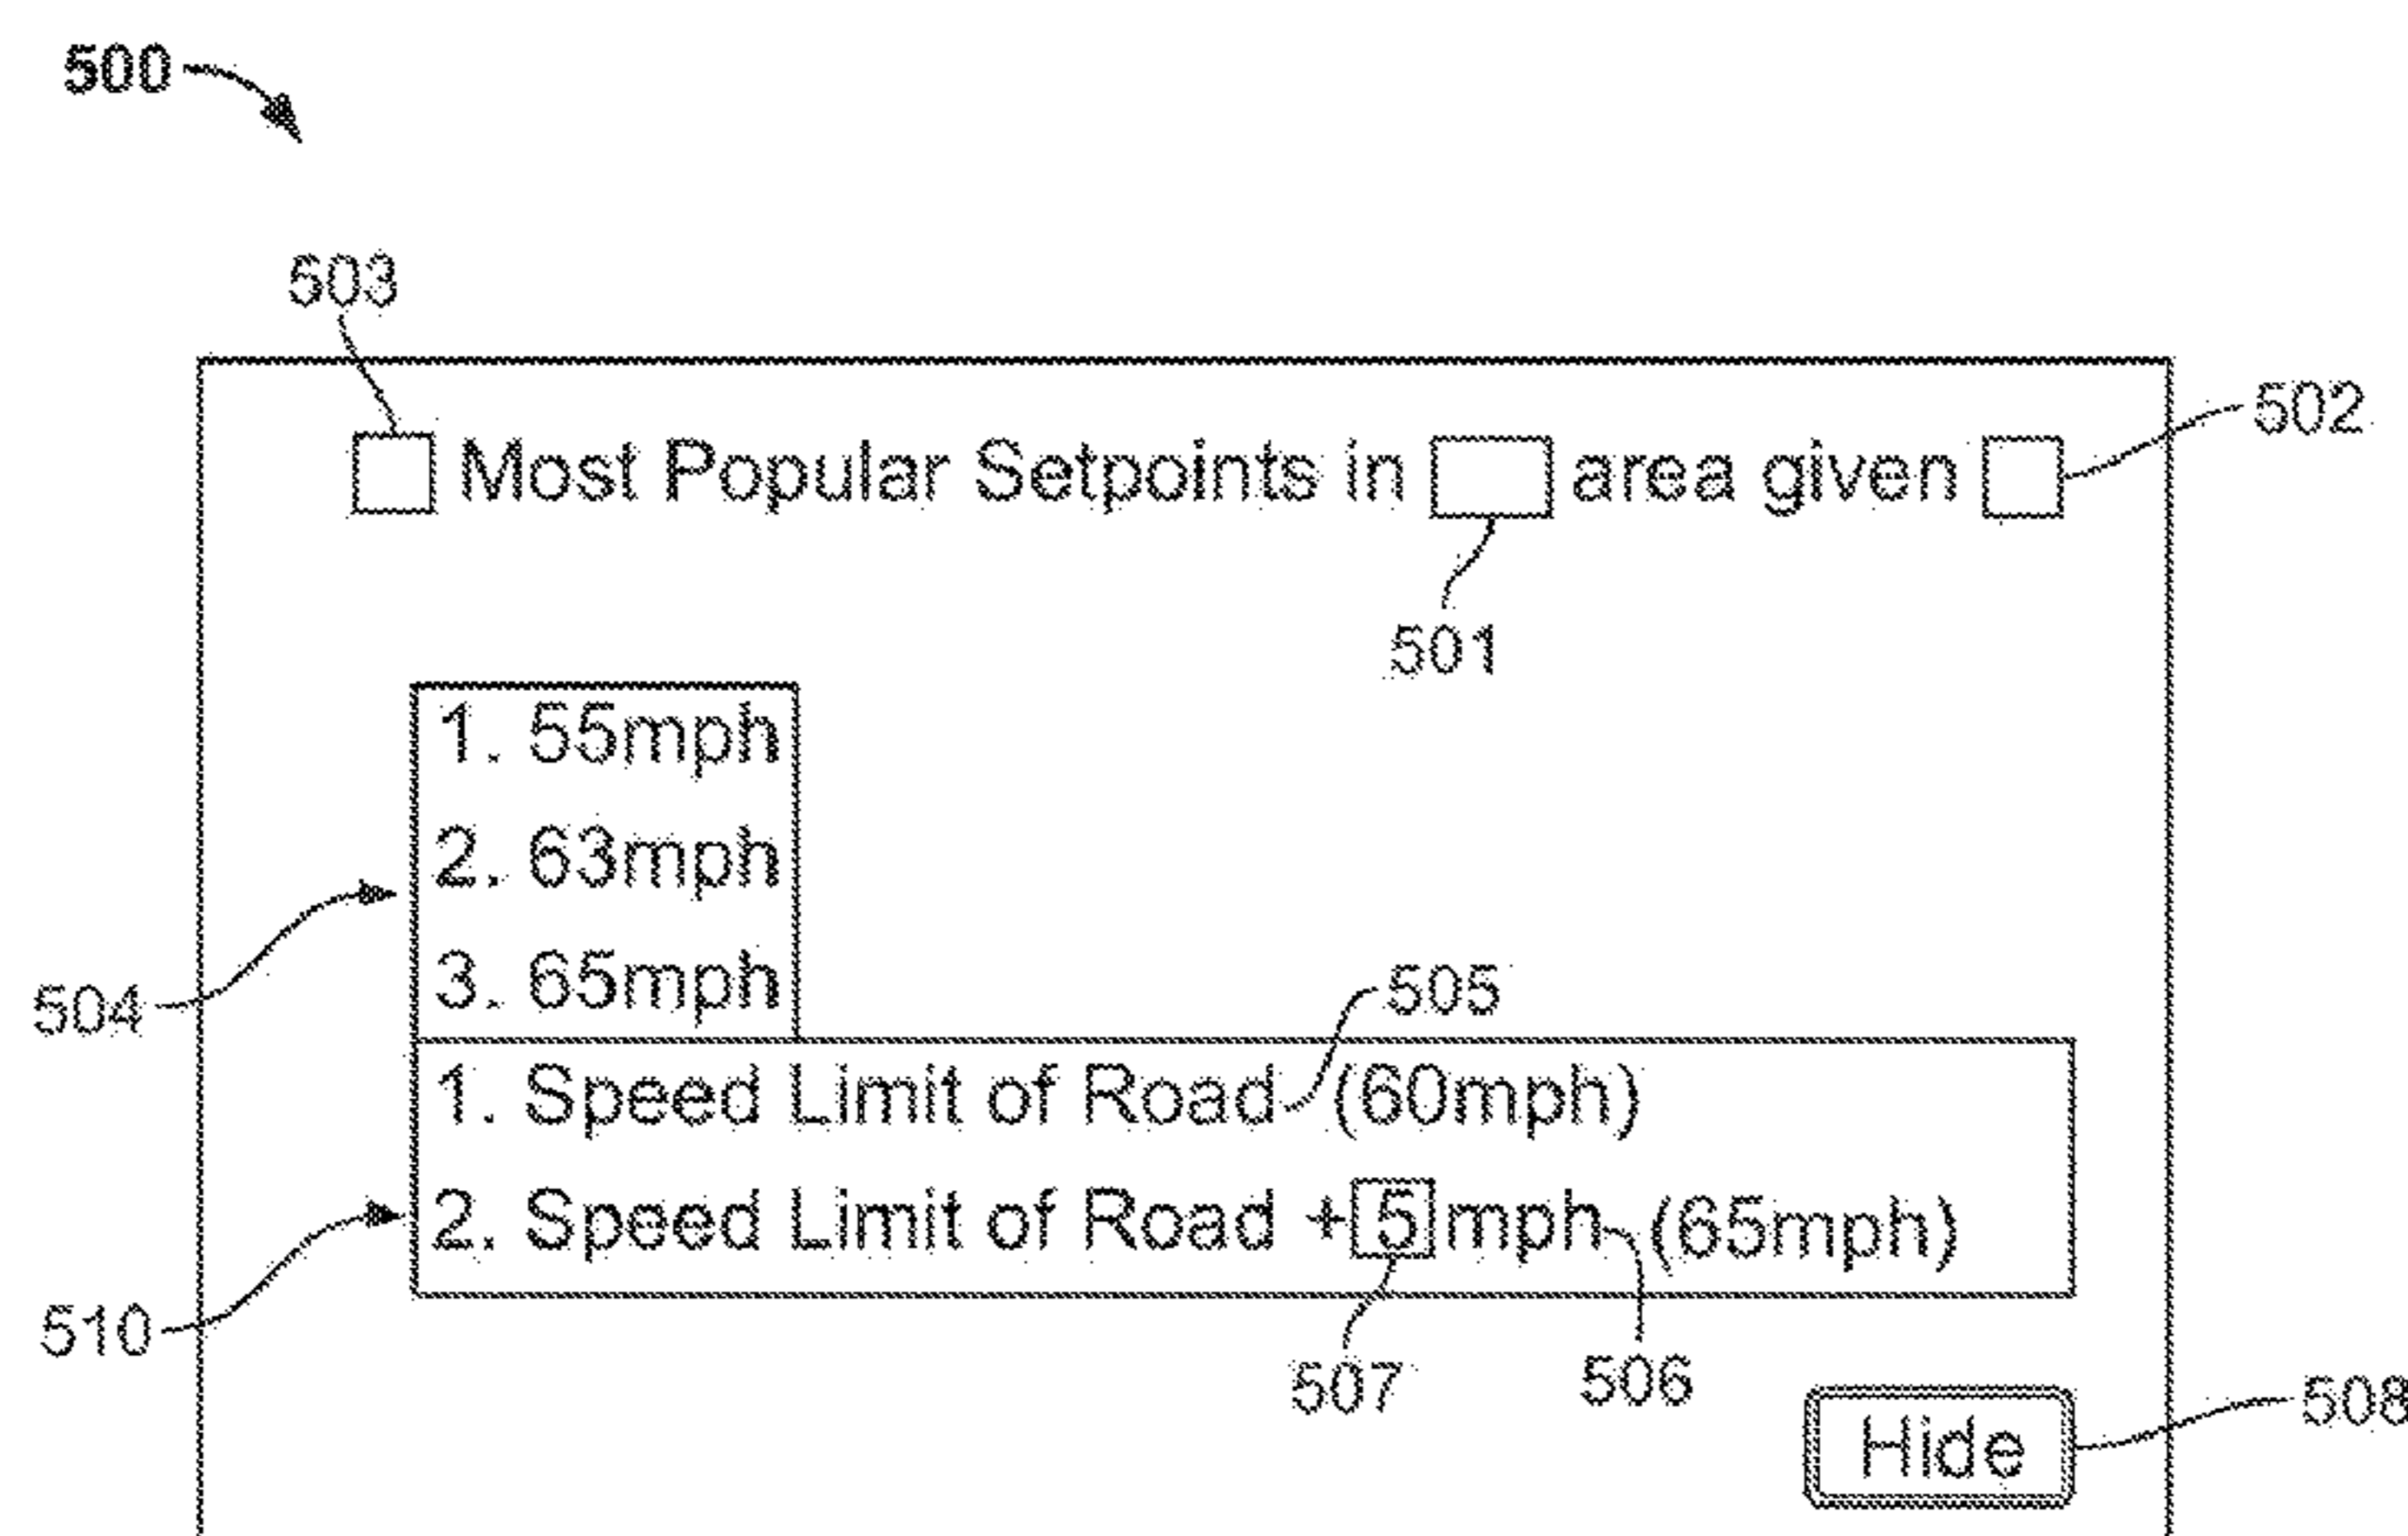 500
503
502
Most Popular Setpoints in area given
501
1. 55mph
2. 63mph
3. 65mph
504
505
1. Speed Limit of Road (60mph)
2. Speed Limit of Road + 5 mph (65mph)
510
507
506
508
Hide